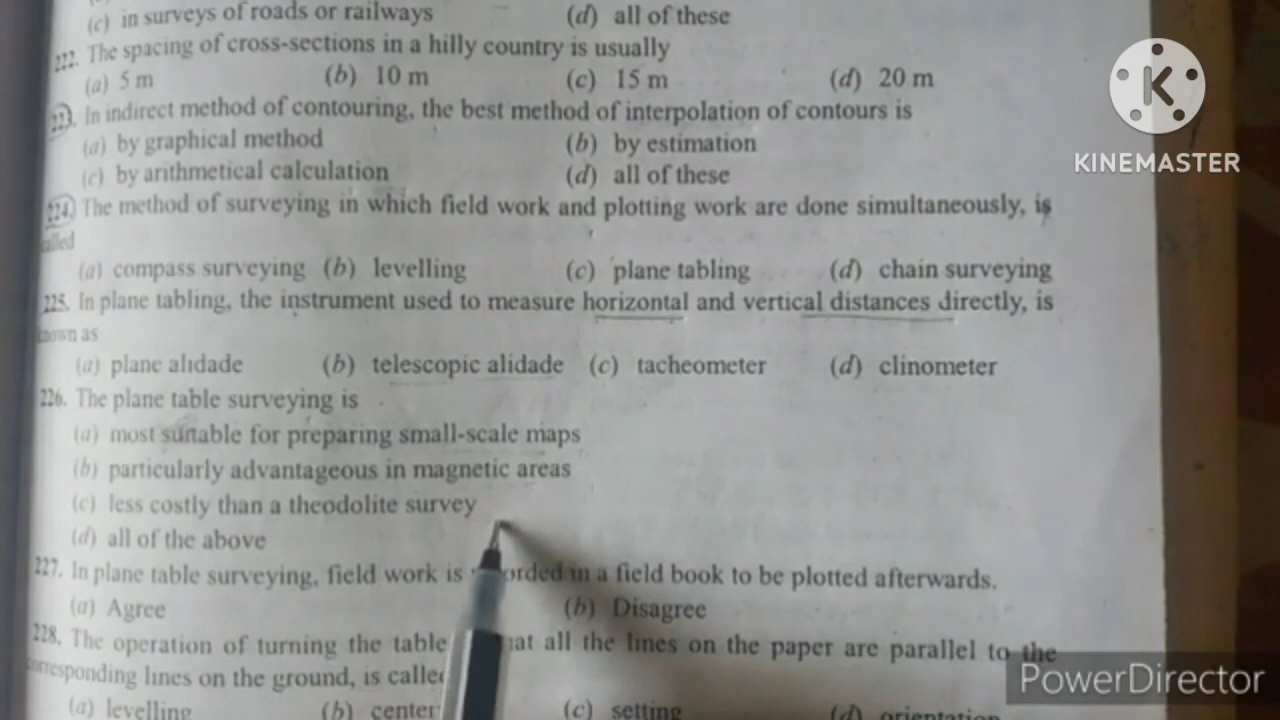 (c) in surveys of roads or railways (d) all of these
222. The spacing of cross-sections in a hilly country is usually
(a) 5 m (b) 10 m (c) 15 m (d) 20 m
In indirect method of contouring, the best method of interpolation of contours is
(a) by graphical method (b) by estimation
(c) by arithmetical calculation (d) all of these
224. The method of surveying in which field work and plotting work are done simultaneously, is
called
(a) compass surveying (b) levelling (c) plane tabling (d) chain surveying
225. In plane tabling, the instrument used to measure horizontal and vertical distances directly, is
known as
(a) plane alidade (b) telescopic alidade (c) tacheometer (d) clinometer
226. The plane table surveying is
(a) most suitable for preparing small-scale maps
(b) particularly advantageous in magnetic areas
(c) less costly than a theodolite survey
(d) all of the above
227. In plane table surveying, field work is in a field book to be plotted afterwards.
(a) Agree (b) Disagree
228. The operation of turning the table all the lines on the paper are parallel to the
corresponding lines on the ground, is
(a) levelling (b) (c) setting (d) orientation
KINEMASTER
PowerDirector